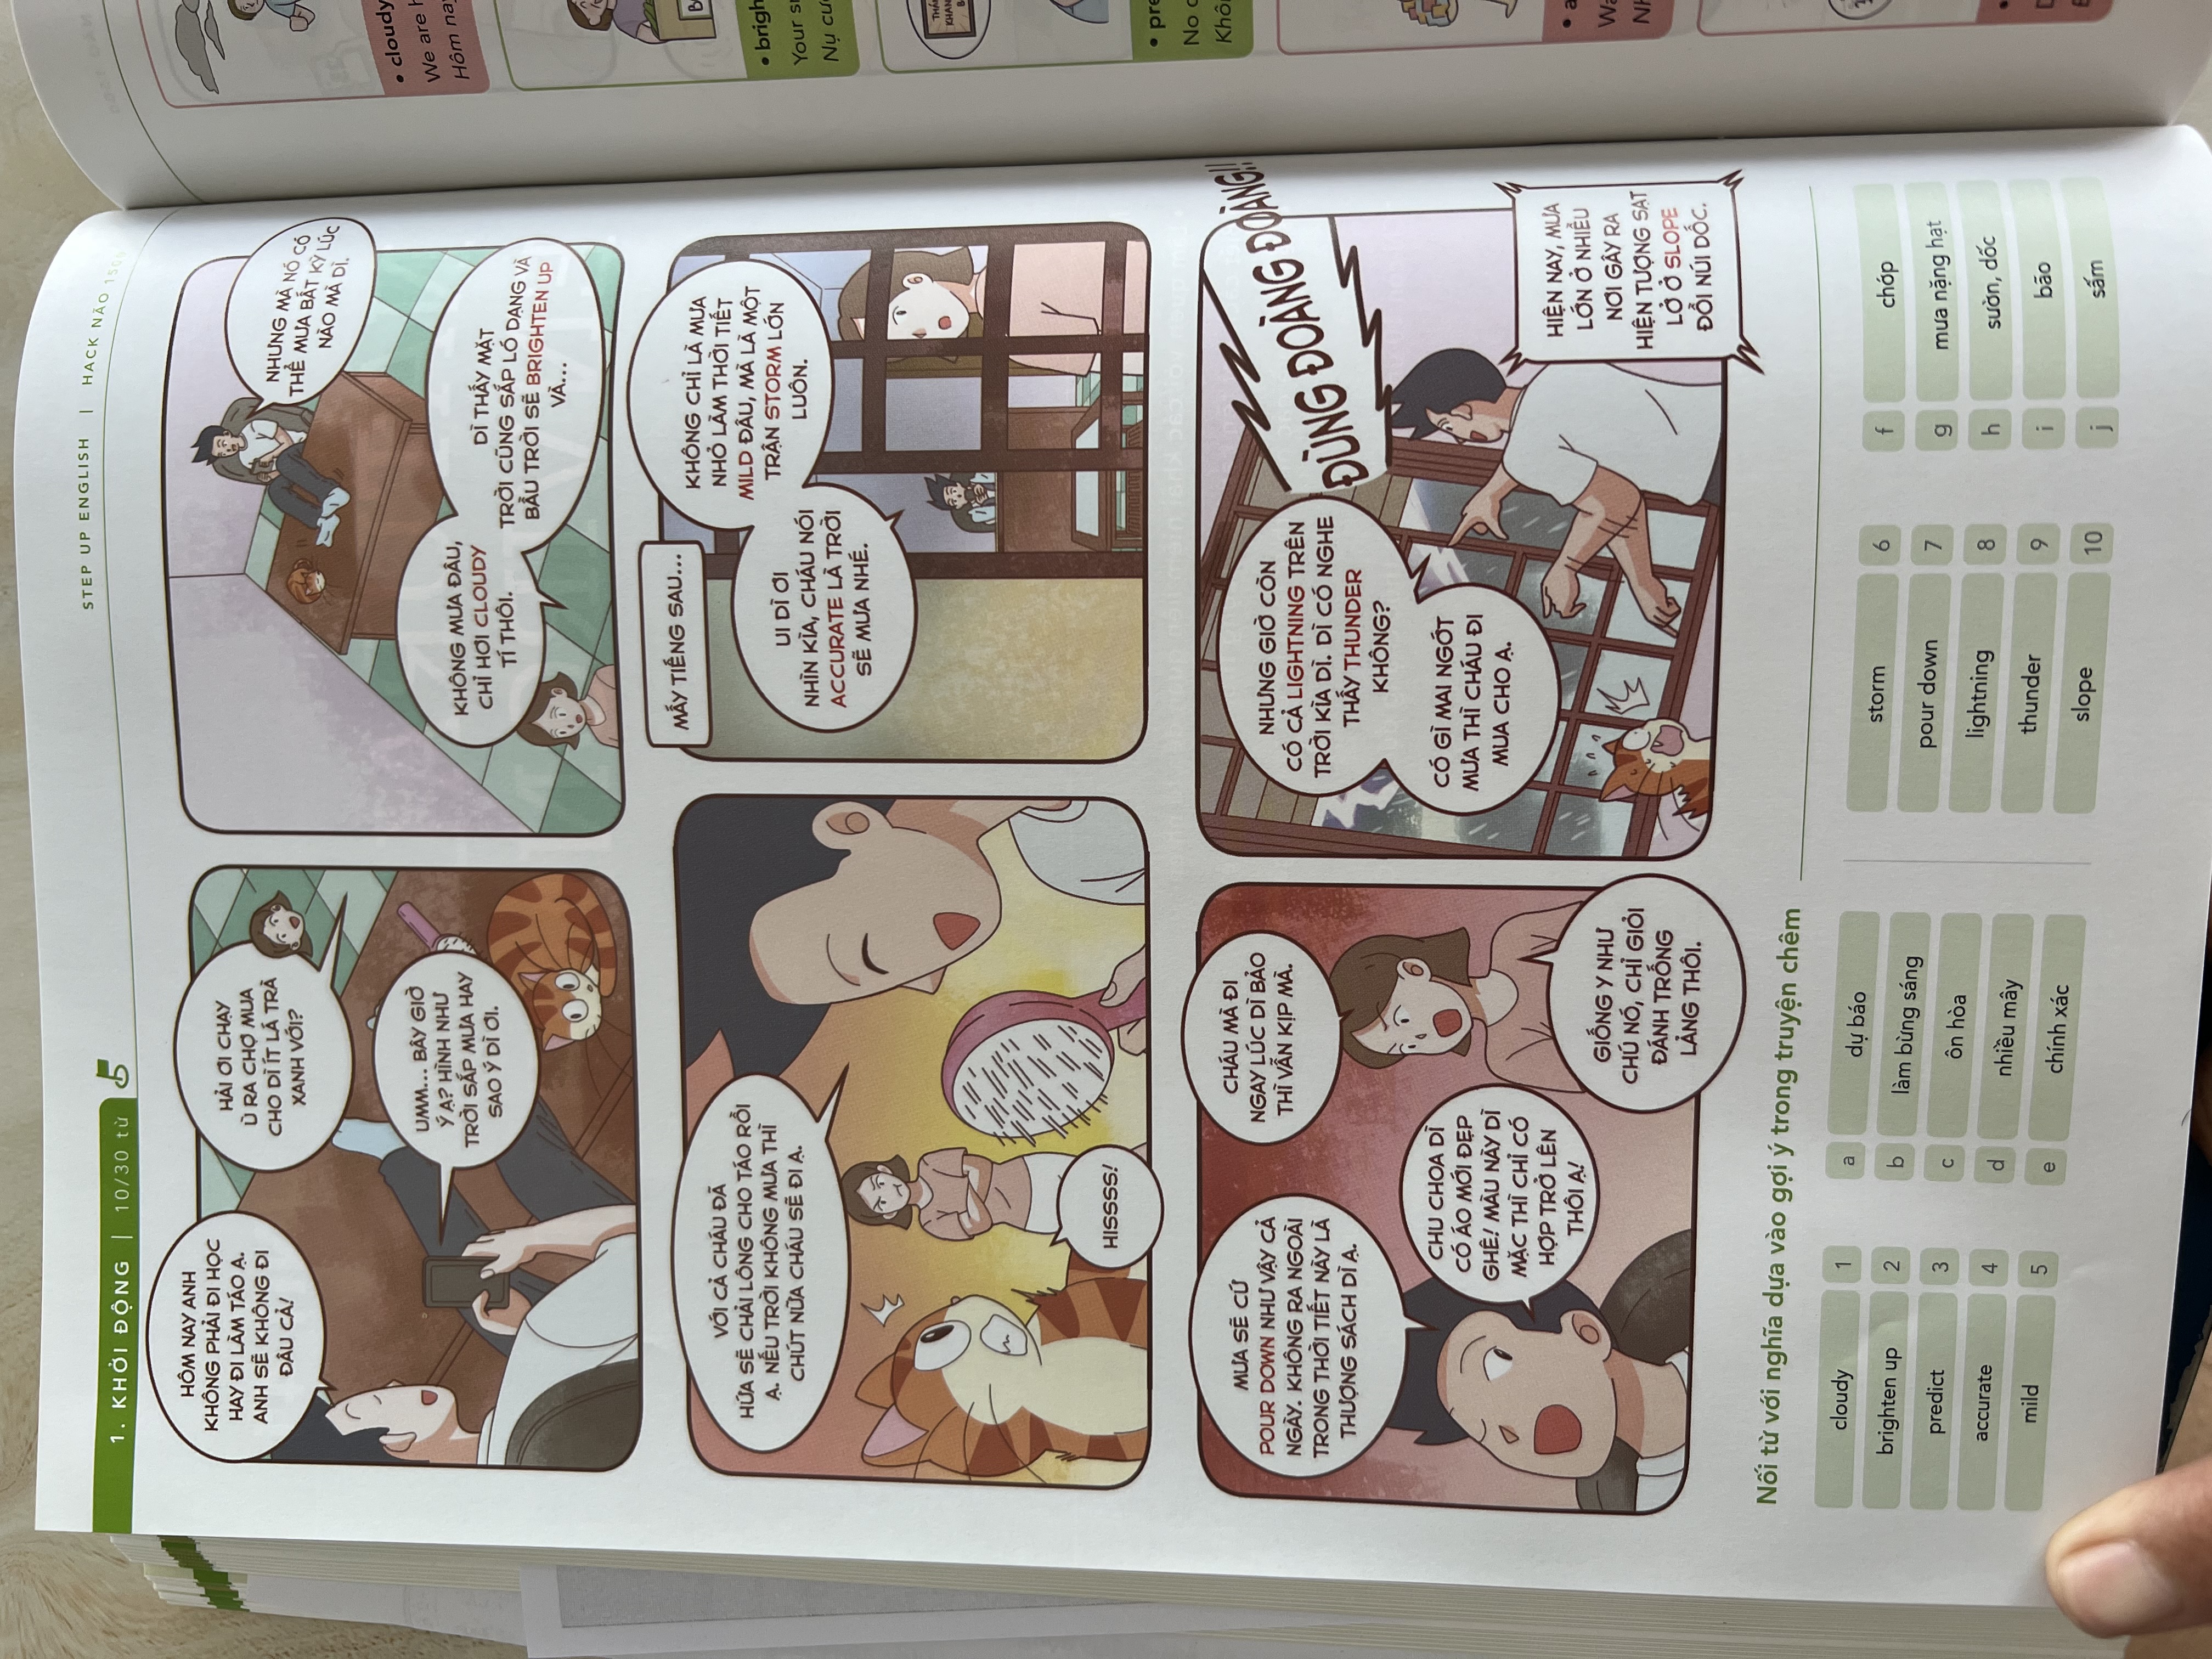 1. KHỞI ĐỘNG | 10/30 từ
STEP UP ENGLISH | HACK NÃO 1500
HÔM NAY ANH
KHÔNG PHẢI ĐI HỌC
HAY ĐI LÀM TÁO Ạ.
ANH SẼ KHÔNG ĐI
ĐÂU CẢ!
HẢI ƠI CHẠY
Ù RA CHỢ MUA
CHO DÌ ÍT LÁ TRÀ
XANH VỚI?
UMM... BÂY GIỜ
Ý Ạ? HÌNH NHƯ
TRỜI SẮP MƯA HAY
SAO Ý DÌ ƠI.
NHƯNG MÀ NÓ CÓ
THỂ MƯA BẤT KỲ LÚC
NÀO MÀ DÌ.
KHÔNG MƯA ĐÂU,
CHỈ HƠI CLOUDY
TÍ THÔI.
DÌ THẤY MẶT
TRỜI CŨNG SẮP LÓ DẠNG VÀ
BẦU TRỜI SẼ BRIGHTEN UP
VÀ...
VỚI CẢ CHÁU ĐÃ
HỨA SẼ CHẢI LÔNG CHO TÁO RỒI
Ạ. NẾU TRỜI KHÔNG MƯA THÌ
CHÚT NỮA CHÁU SẼ ĐI Ạ.
HISSSS!
MẤY TIẾNG SAU...
KHÔNG CHỈ LÀ MƯA
NHỎ LÀM THỜI TIẾT
MILD ĐÂU, MÀ LÀ MỘT
TRẬN STORM LỚN
LUÔN.
UI DÌ ƠI
NHÌN KÌA, CHÁU NÓI
ACCURATE LÀ TRỜI
SẼ MƯA NHÉ.
MƯA SẼ CỨ
POUR DOWN NHƯ VẬY CẢ
NGÀY. KHÔNG RA NGOÀI
TRONG THỜI TIẾT NÀY LÀ
THƯỢNG SÁCH DÌ Ạ.
CHÁU MÀ ĐI
NGAY LÚC DÌ BẢO
THÌ VẪN KỊP MÀ.
CHU CHOA DÌ
CÓ ÁO MỚI ĐẸP
GHÊ! MÀU NÀY DÌ
MẶC THÌ CHỈ CÓ
HỢP TRỞ LÊN
THÔI Ạ!
GIỐNG Y NHƯ
CHÚ NÓ, CHỈ GIỎI
ĐÁNH TRỐNG
LẢNG THÔI.
NHƯNG GIỜ CÒN
CÓ CẢ LIGHTNING TRÊN
TRỜI KÌA DÌ. DÌ CÓ NGHE
THẤY THUNDER
KHÔNG?
ĐÙNG ĐOÀNG ĐOÀNG!!
CÓ GÌ MAI NGỚT
MƯA THÌ CHÁU ĐI
MUA CHO Ạ.
HIỆN NAY, MƯA
LỚN Ở NHIỀU
NƠI GÂY RA
HIỆN TƯỢNG SẠT
LỞ Ở SLOPE
ĐỒI NÚI DỐC.
Nối từ với nghĩa dựa vào gợi ý trong truyện chêm
cloudy 1
brighten up 2
predict 3
accurate 4
mild 5
a dự báo
b làm bừng sáng
c ôn hòa
d nhiều mây
e chính xác
storm 6
pour down 7
lightning 8
thunder 9
slope 10
f chớp
g mưa nặng hạt
h sườn, dốc
i bão
j sấm
• cloudy
We are
Hôm
Your
Nụ
No